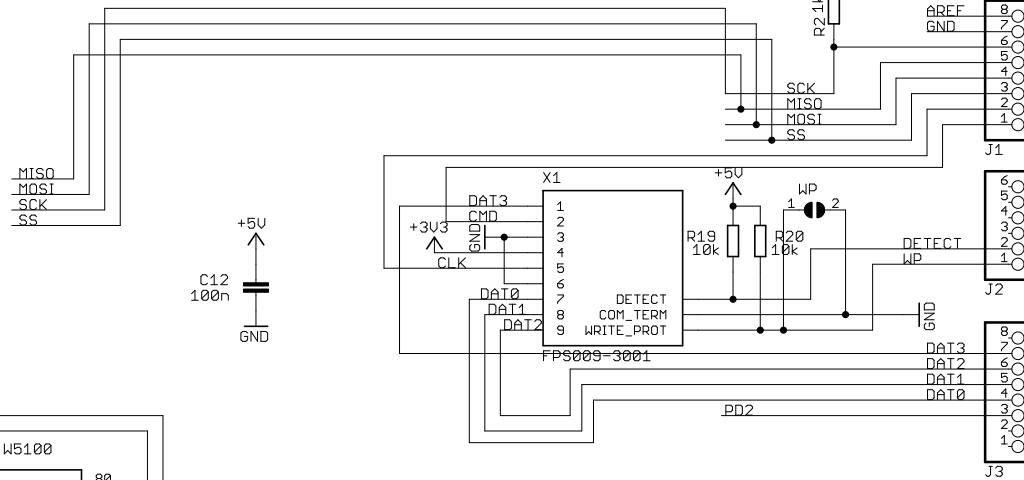 R2 1k
AREF 8
GND 7
6
5
4
SCK 3
MISO 2
MOSI 1
SS
J1
MISO
MOSI
SCK
SS
+5V
C12
100n
GND
X1
DAT3 1
CMD 2
+3V3 GND 3
4
CLK 5
6
DAT0 7 DETECT
DAT1 8 COM_TERM
DAT2 9 WRITE_PROT
FPS009-3001
+5V
R19
10k
R20
10k
WP
1 2
GND
6
5
4
3
DETECT 2
WP 1
J2
8
DAT3 7
DAT2 6
DAT1 5
DAT0 4
PD2 3
2
1
J3
W5100
80